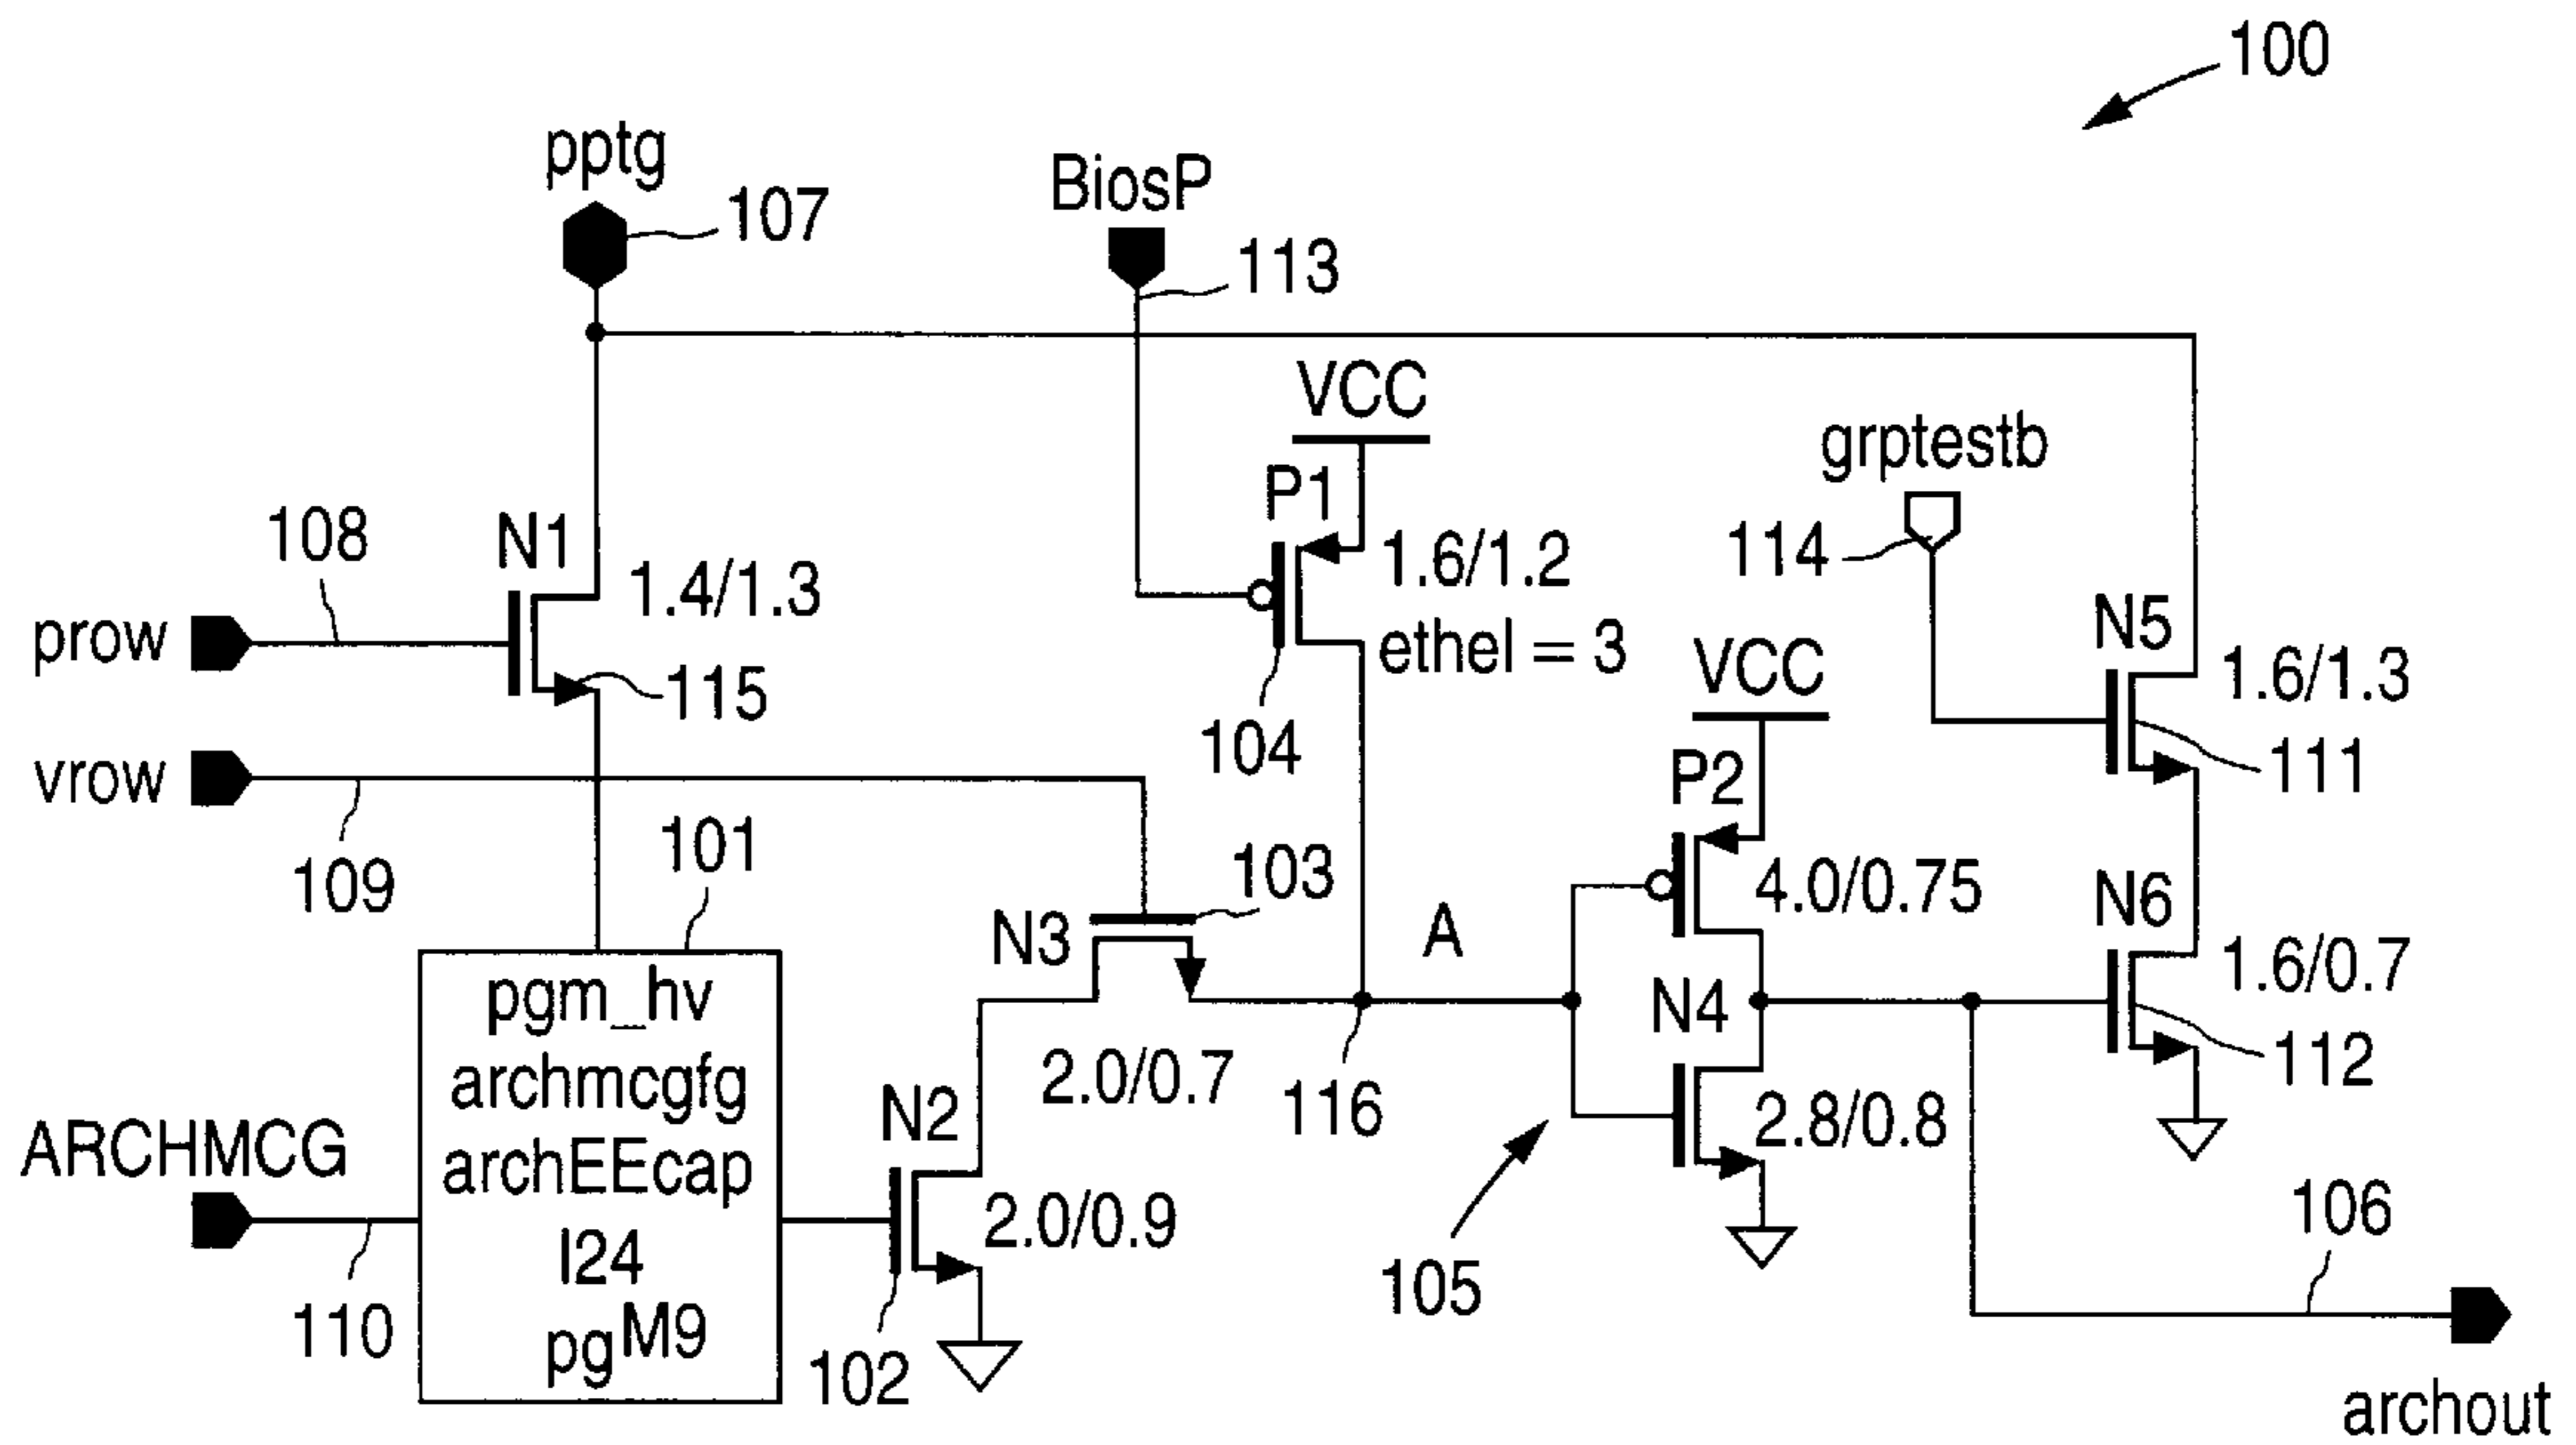 100
pptg
107
BiosP
113
VCC
P1
1.6/1.2
ethel = 3
104
grptestb
114
N5
1.6/1.3
111
108
N1
1.4/1.3
prow
115
vrow
109
101
VCC
P2
4.0/0.75
103
N3
A
2.0/0.7
116
N4
2.8/0.8
105
N6
1.6/0.7
112
pgm_hv
archmcgfg
archEEcap
I24
pgM9
ARCHMCG
110
N2
2.0/0.9
102
106
archout